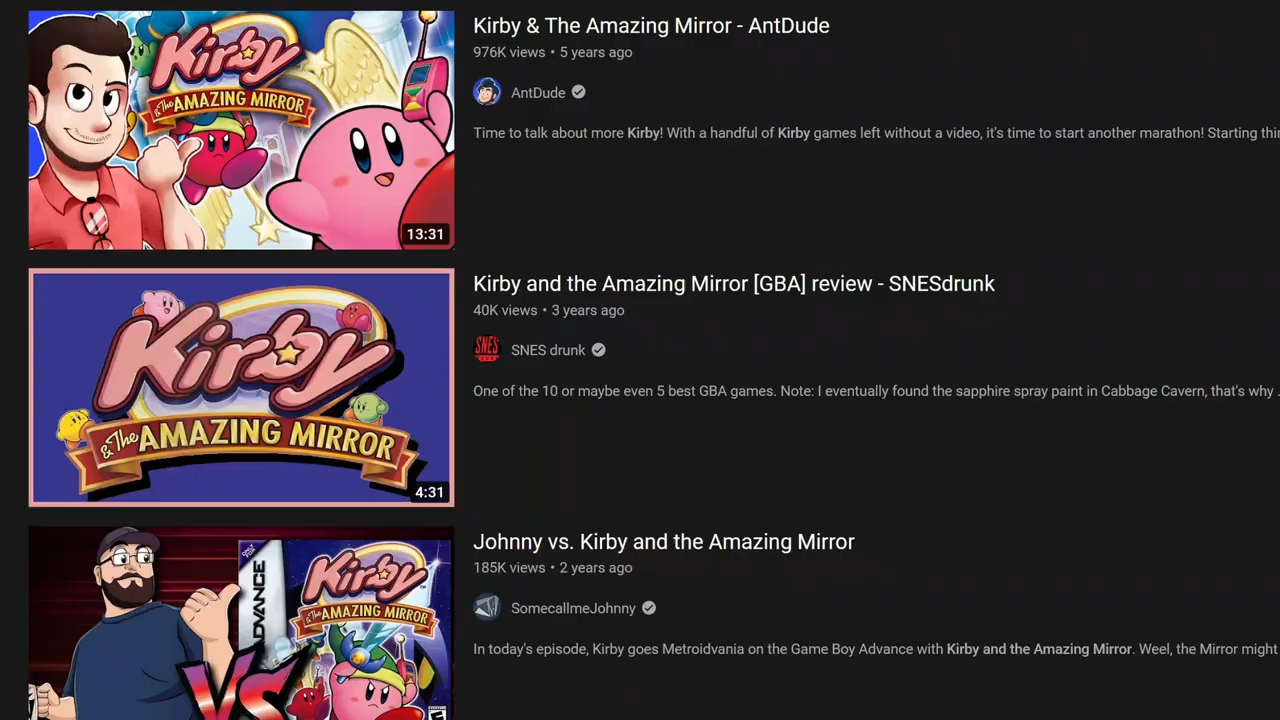 Kirby
& The AMAZING MIRROR
13:31
Kirby & The Amazing Mirror - AntDude
976K views • 5 years ago
AntDude
Time to talk about more Kirby! With a handful of Kirby games left without a video, it's time to start another marathon! Starting thi
Kirby
& The AMAZING MIRROR
4:31
Kirby and the Amazing Mirror [GBA] review - SNESdrunk
40K views • 3 years ago
SNES
SNES drunk
One of the 10 or maybe even 5 best GBA games. Note: I eventually found the sapphire spray paint in Cabbage Cavern, that's why
ADVANCE
Kirby
& The AMAZING MIRROR
VS
E
Johnny vs. Kirby and the Amazing Mirror
185K views • 2 years ago
SomecallmeJohnny
In today's episode, Kirby goes Metroidvania on the Game Boy Advance with Kirby and the Amazing Mirror. Weel, the Mirror might